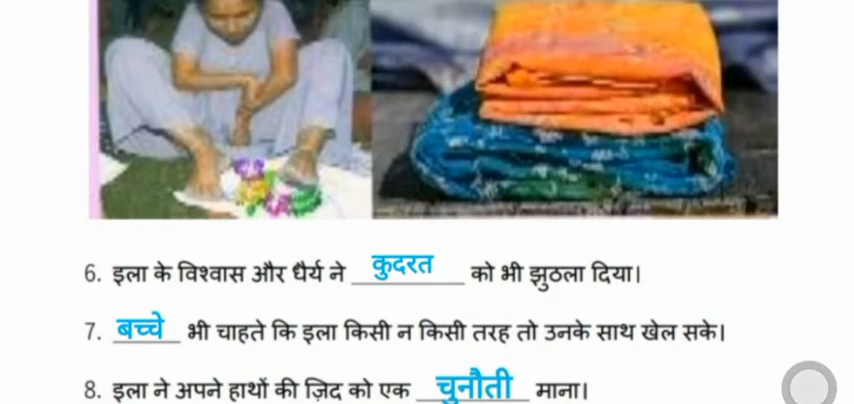 6. इला के विश्वास और धैर्य ने कुदरत को भी झुठला दिया।
7. बच्चे भी चाहते कि इला किसी न किसी तरह तो उनके साथ खेल सके।
8. इला ने अपने हाथों की ज़िद को एक चुनौती माना।